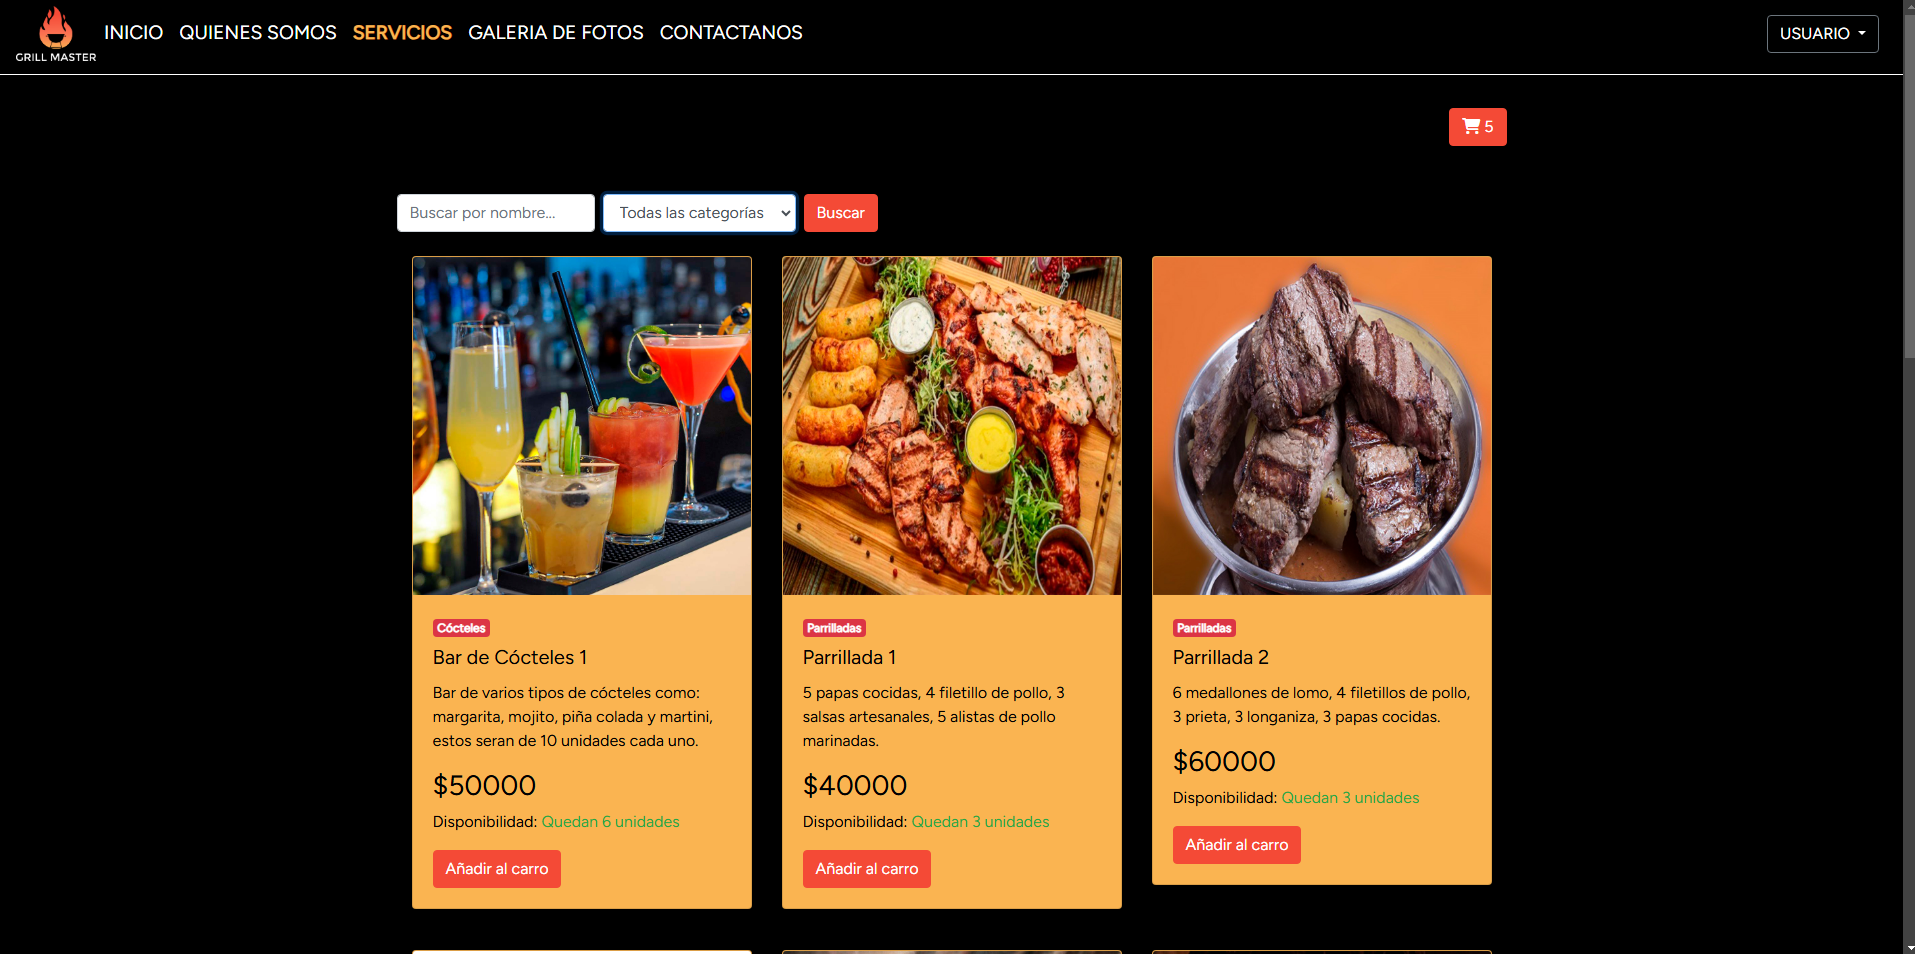 GRILL MASTER
INICIO QUIENES SOMOS SERVICIOS GALERIA DE FOTOS CONTACTANOS
USUARIO
5
Buscar por nombre...
Todas las categorías
Buscar
Cócteles
Bar de Cócteles 1
Bar de varios tipos de cócteles como:
margarita, mojito, piña colada y martini,
estos seran de 10 unidades cada uno.
$50000
Disponibilidad: Quedan 6 unidades
Añadir al carro
Parrilladas
Parrillada 1
5 papas cocidas, 4 filetillo de pollo, 3
salsas artesanales, 5 alistas de pollo
marinadas.
$40000
Disponibilidad: Quedan 3 unidades
Añadir al carro
Parrilladas
Parrillada 2
6 medallones de lomo, 4 filetillos de pollo,
3 prieta, 3 longaniza, 3 papas cocidas.
$60000
Disponibilidad: Quedan 3 unidades
Añadir al carro